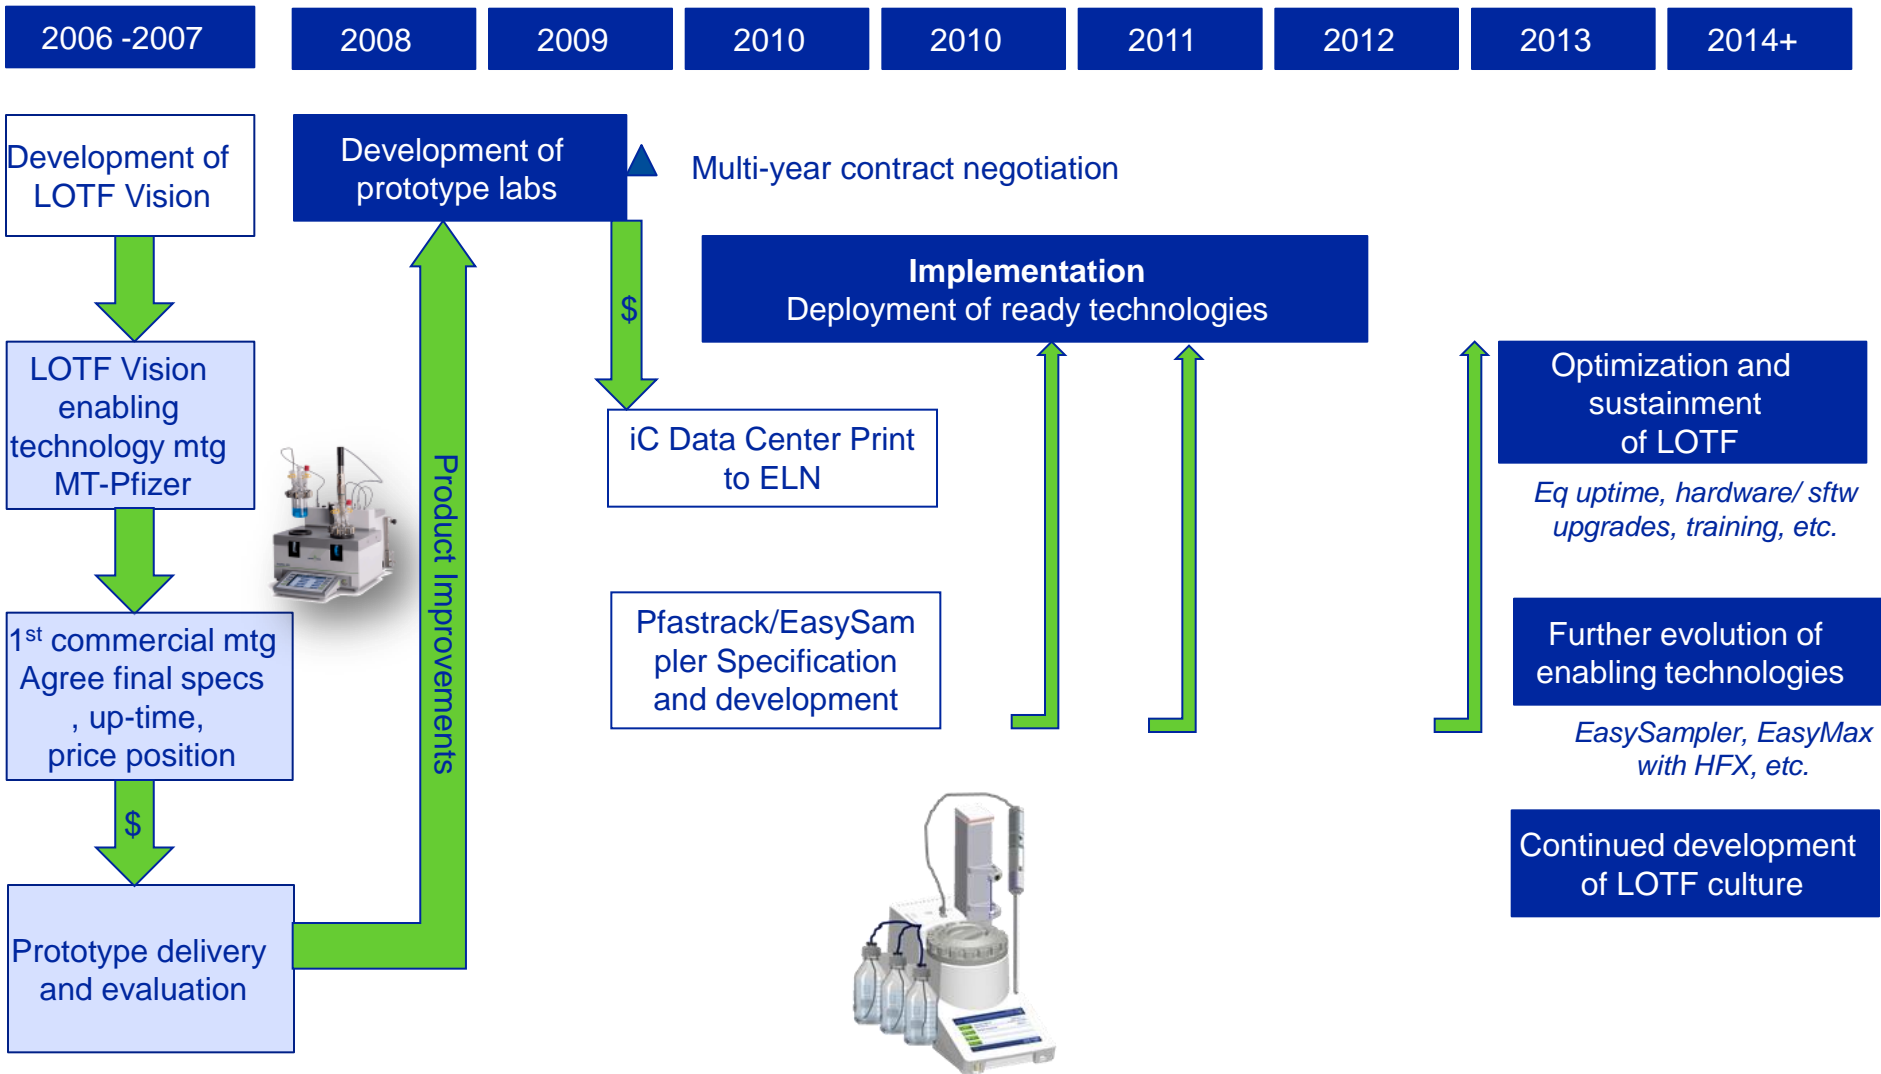 2006 -2007
2008
2009
2010
2010
2011
2012
2013
2014+
Development of
LOTF Vision
LOTF Vision
enabling
technology mtg
MT-Pfizer
1st commercial mtg
Agree final specs
, up-time,
price position
$
Prototype delivery
and evaluation
Product Improvements
Development of
prototype labs
Multi-year contract negotiation
$
iC Data Center Print
to ELN
Pfastrack/EasySam
pler Specification
and development
Implementation
Deployment of ready technologies
Optimization and
sustainment
of LOTF
Eq uptime, hardware/ sftw
upgrades, training, etc.
Further evolution of
enabling technologies
EasySampler, EasyMax
with HFX, etc.
Continued development
of LOTF culture